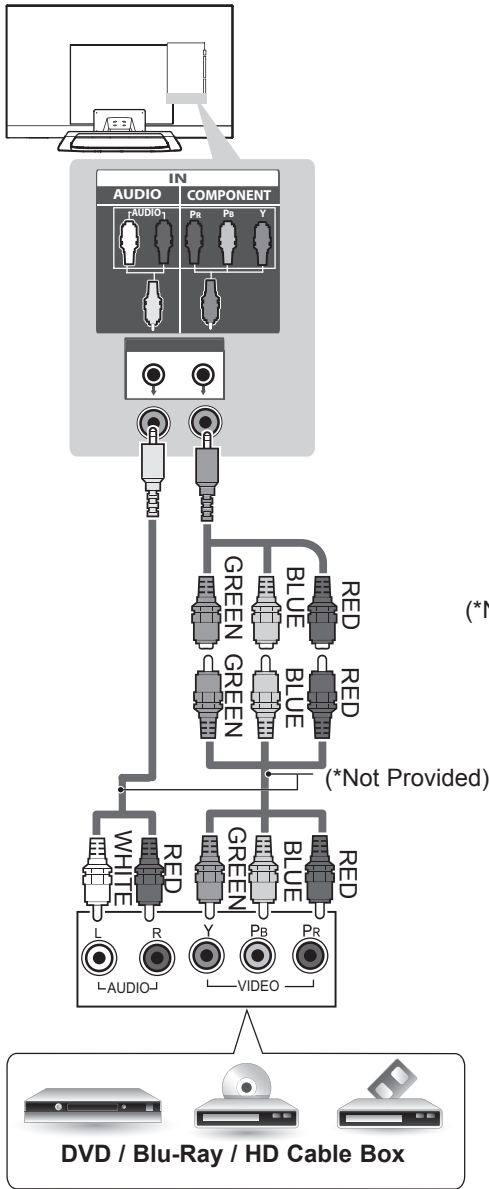 IN
AUDIO COMPONENT
AUDIO PR PB Y
GREEN BLUE RED
(*N
GREEN BLUE RED
(*Not Provided)
WHITE RED GREEN BLUE RED
L R Y PB PR
AUDIO VIDEO
DVD / Blu-Ray / HD Cable Box